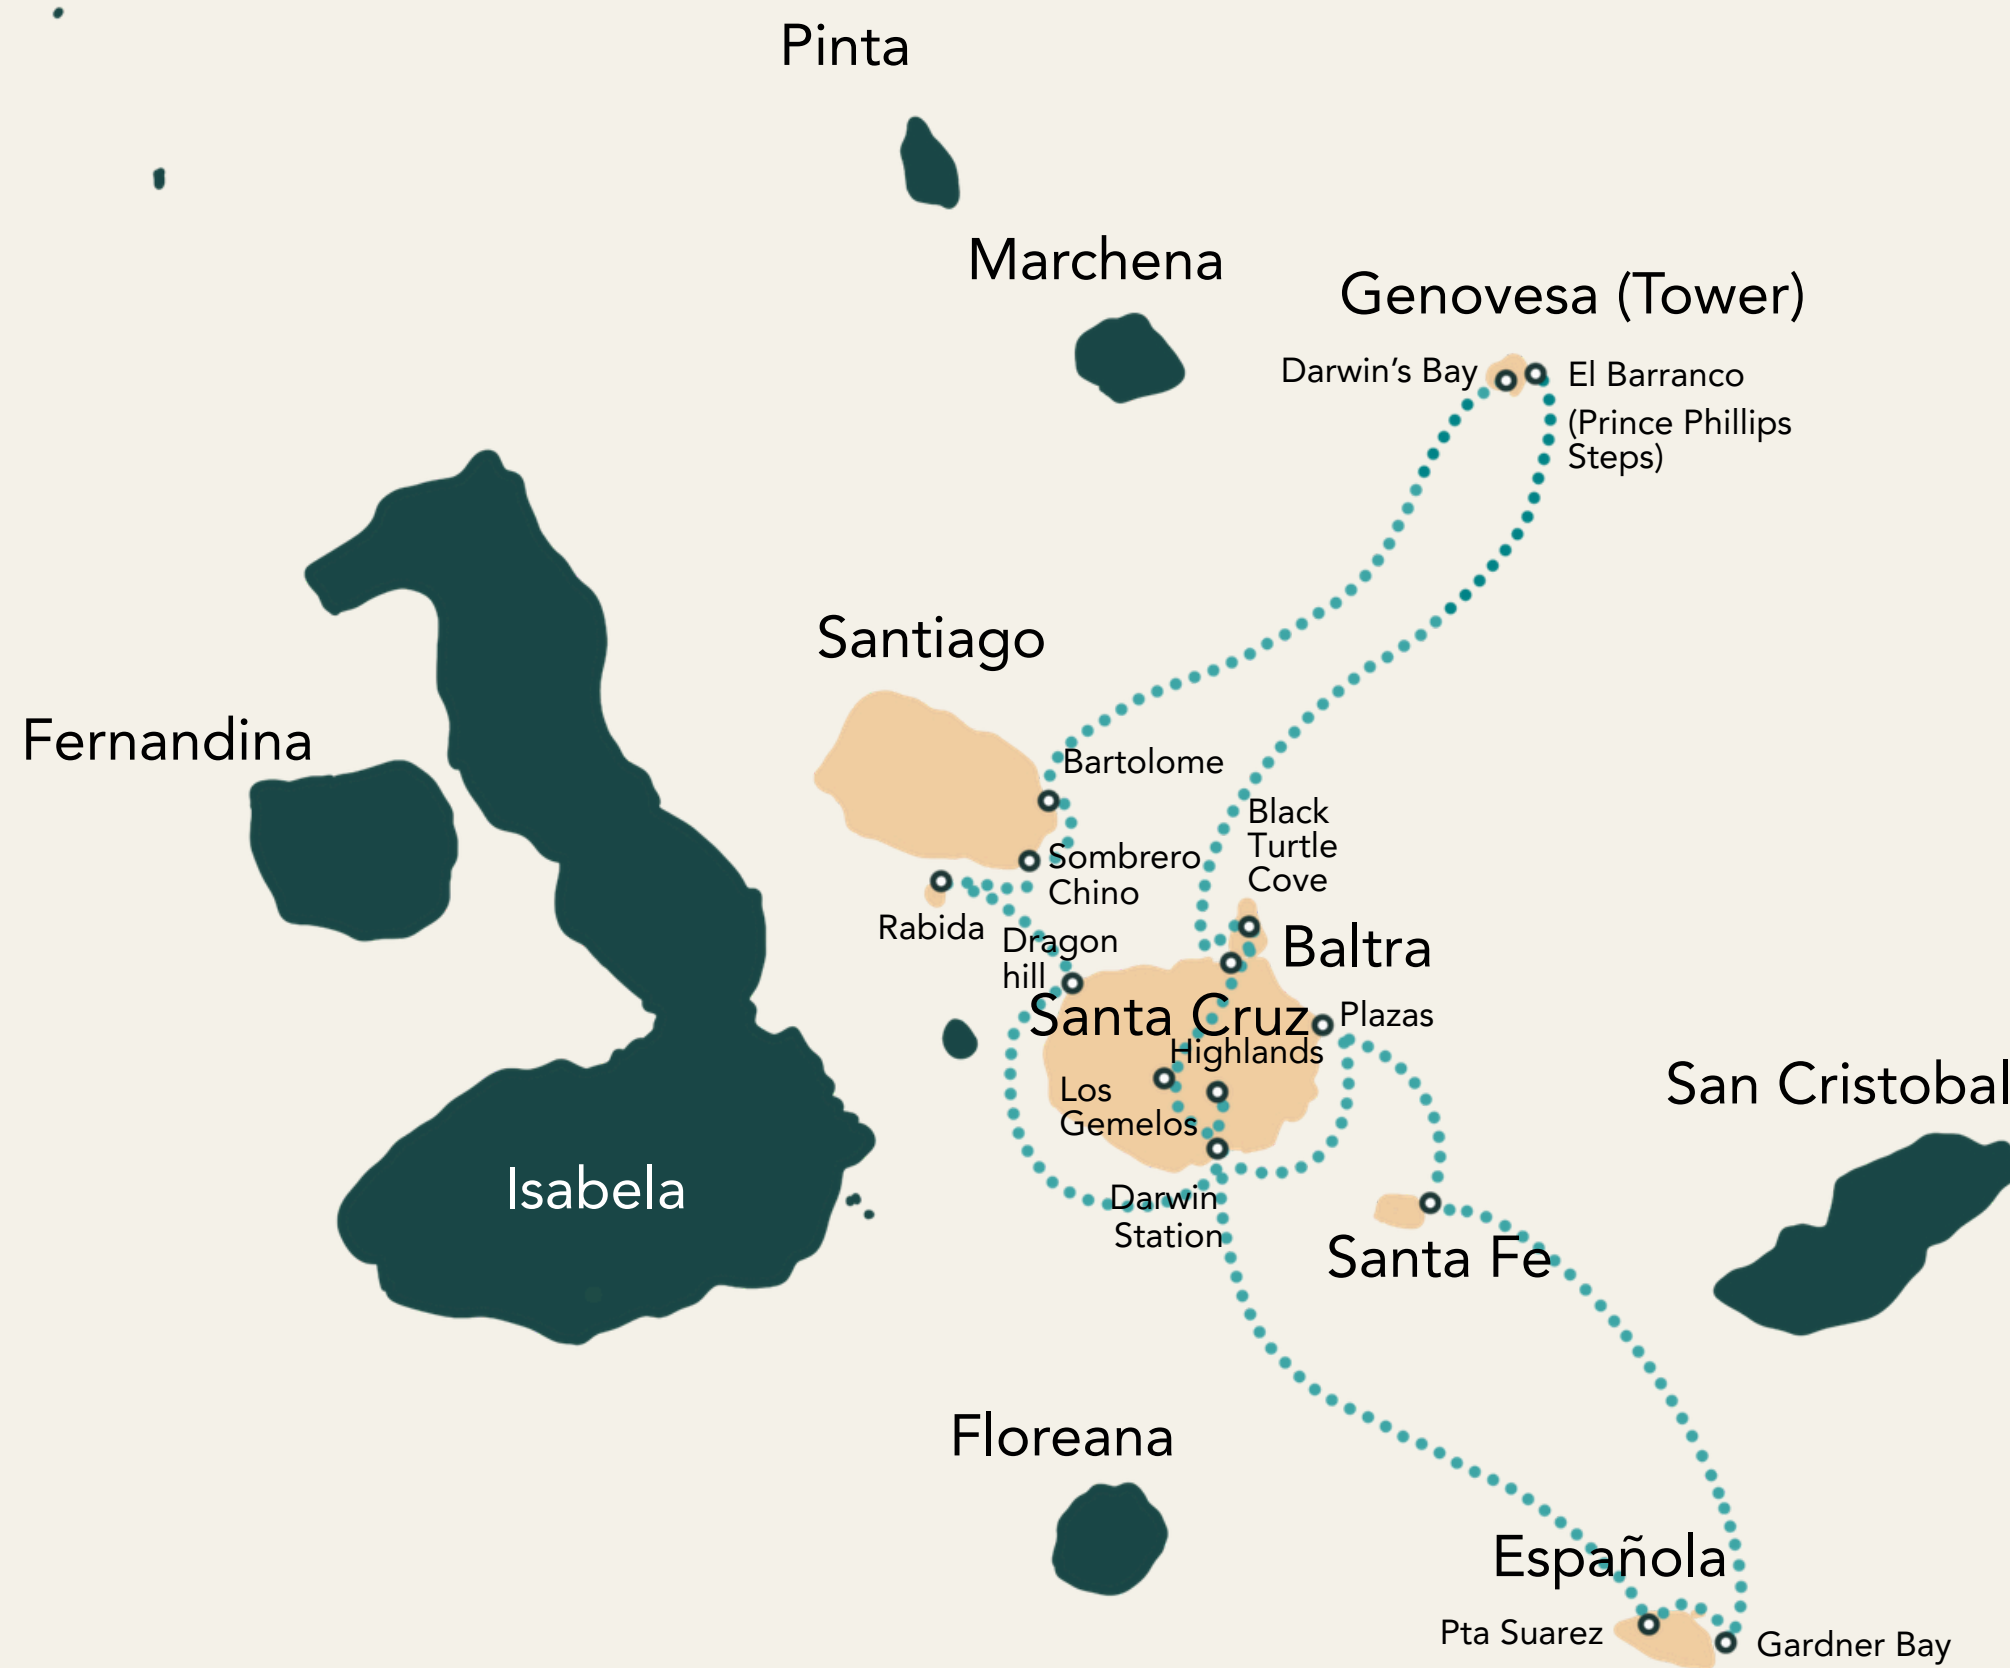 Pinta
Marchena
Genovesa (Tower)
Darwin’s Bay
El Barranco
(Prince Phillips
Steps)
Santiago
Fernandina
Bartolome
Black
Turtle
Cove
Sombrero
Chino
Rabida
Dragon
hill
Baltra
Santa Cruz
Plazas
Highlands
Los
Gemelos
San Cristobal
Isabela
Darwin
Station
Santa Fe
Floreana
Española
Pta Suarez
Gardner Bay